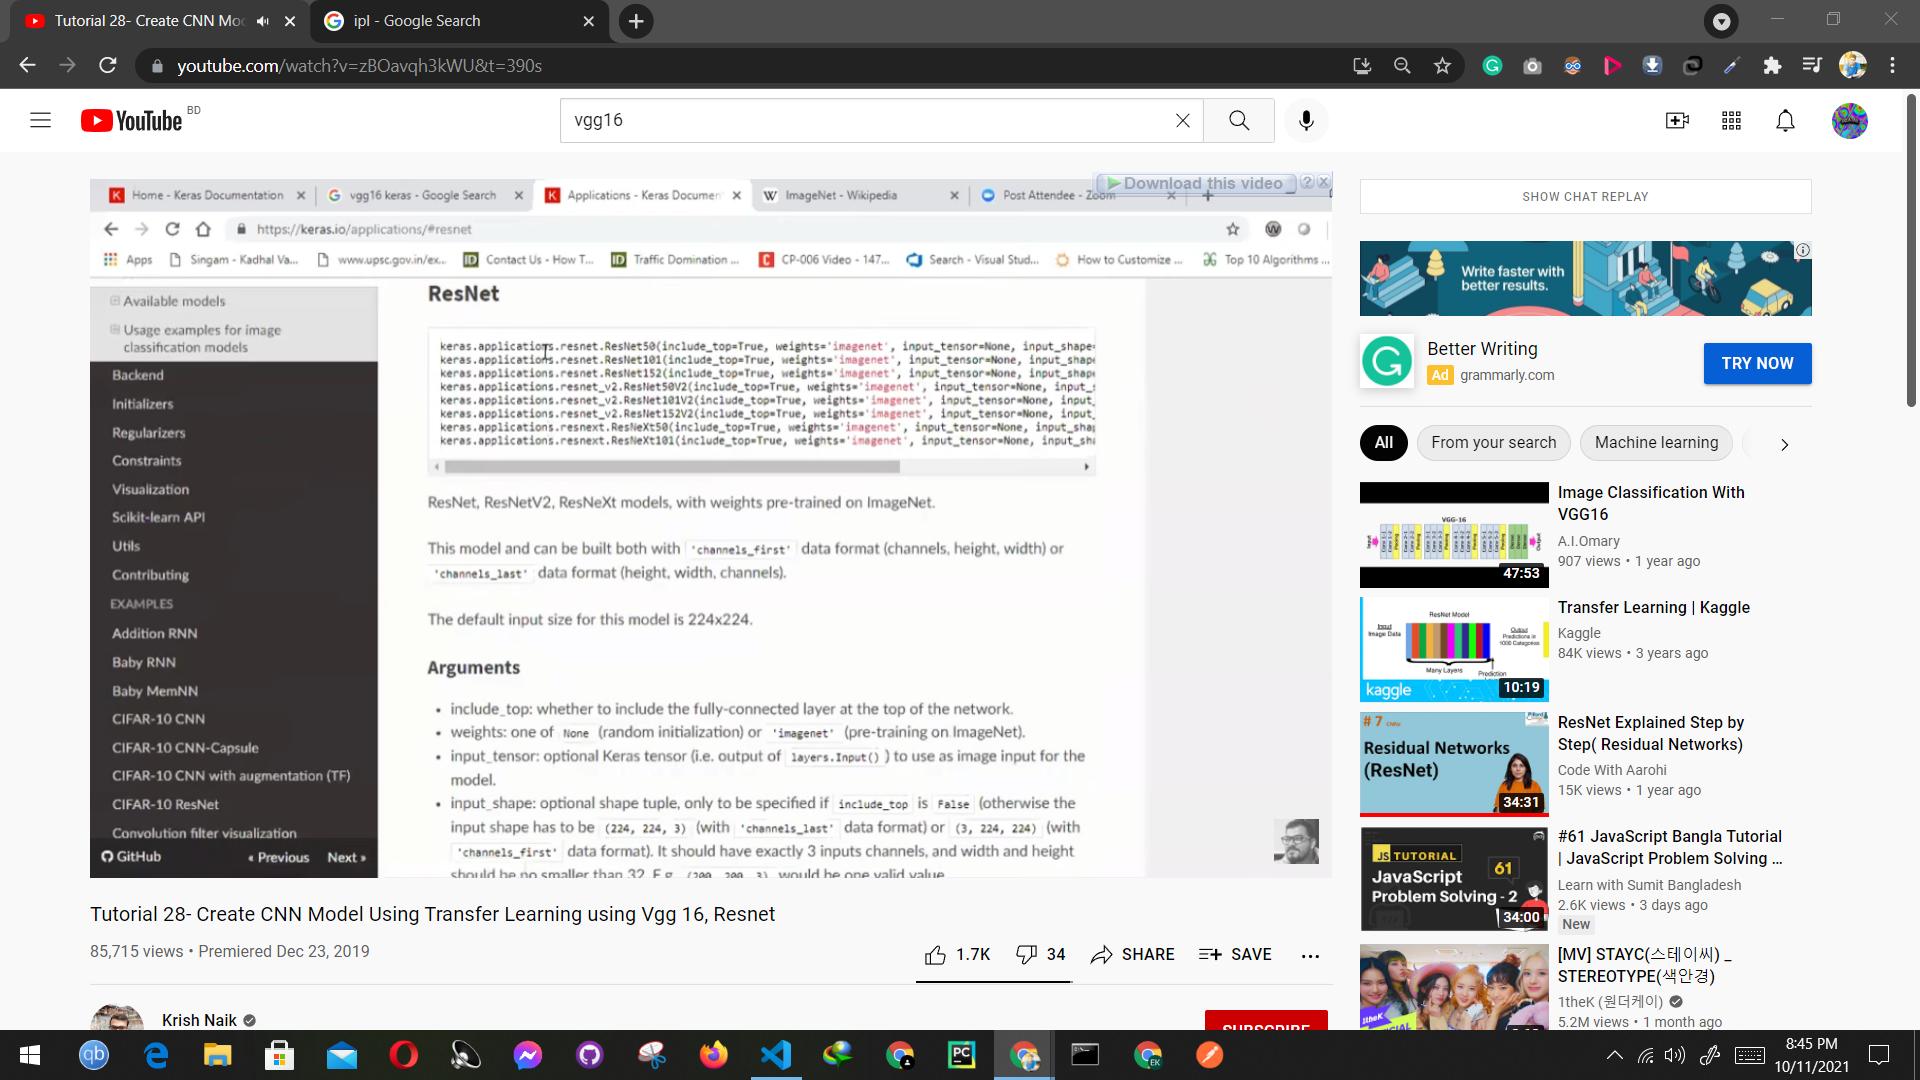 Tutorial 28- Create CNN Mo
ipl - Google Search
youtube.com/watch?v=zBOavqh3kWU&t=390s
YouTube BD
vgg16
Home - Keras Documentation
vgg16 keras - Google Search
Applications - Keras Documen
ImageNet - Wikipedia
Post Attendee - Zoom
Download this video
https://keras.io/applications/#resnet
Apps
Singam - Kadhal Va...
www.upsc.gov.in/ex...
Contact Us - How T...
Traffic Domination ...
CP-006 Video - 147...
Search - Visual Stud...
How to Customize ...
Top 10 Algorithms ...
Available models
Usage examples for image
classification models
Backend
Initializers
Regularizers
Constraints
Visualization
Scikit-learn API
Utils
Contributing
EXAMPLES
Addition RNN
Baby RNN
Baby MemNN
CIFAR-10 CNN
CIFAR-10 CNN-Capsule
CIFAR-10 CNN with augmentation (TF)
CIFAR-10 ResNet
Convolution filter visualization
GitHub
« Previous
Next »
ResNet
keras.applications.resnet.ResNet50(include_top=True, weights='imagenet', input_tensor=None, input_shape=
keras.applications.resnet.ResNet101(include_top=True, weights='imagenet', input_tensor=None, input_shap
keras.applications.resnet.ResNet152(include_top=True, weights='imagenet', input_tensor=None, input_shap
keras.applications.resnet_v2.ResNet50V2(include_top=True, weights='imagenet', input_tensor=None, input_s
keras.applications.resnet_v2.ResNet101V2(include_top=True, weights='imagenet', input_tensor=None, input_
keras.applications.resnet_v2.ResNet152V2(include_top=True, weights='imagenet', input_tensor=None, input_
keras.applications.resnext.ResNeXt50(include_top=True, weights='imagenet', input_tensor=None, input_shap
keras.applications.resnext.ResNeXt101(include_top=True, weights='imagenet', input_tensor=None, input_sha
ResNet, ResNetV2, ResNeXt models, with weights pre-trained on ImageNet.
This model and can be built both with 'channels_first' data format (channels, height, width) or
'channels_last' data format (height, width, channels).
The default input size for this model is 224x224.
Arguments
• include_top: whether to include the fully-connected layer at the top of the network.
• weights: one of None (random initialization) or 'imagenet' (pre-training on ImageNet).
• input_tensor: optional Keras tensor (i.e. output of layers.Input() ) to use as image input for the
model.
• input_shape: optional shape tuple, only to be specified if include_top is False (otherwise the
input shape has to be (224, 224, 3) (with 'channels_last' data format) or (3, 224, 224) (with
'channels_first' data format). It should have exactly 3 inputs channels, and width and height
should be no smaller than 32. E.g. (200, 200, 3) would be one valid value.
Tutorial 28- Create CNN Model Using Transfer Learning using Vgg 16, Resnet
85,715 views • Premiered Dec 23, 2019
1.7K
34
SHARE
SAVE
Krish Naik
SUBSCRIBE
SHOW CHAT REPLAY
Write faster with
better results.
Better Writing
Ad grammarly.com
TRY NOW
All
From your search
Machine learning
VGG-16
47:53
Image Classification With
VGG16
A.I.Omary
907 views • 1 year ago
ResNet Model
Input
Image Data
Output
Predictions in
1000 Categories
Many Layers
kaggle
10:19
Transfer Learning | Kaggle
Kaggle
84K views • 3 years ago
# 7
Residual Networks
(ResNet)
34:31
ResNet Explained Step by
Step( Residual Networks)
Code With Aarohi
15K views • 1 year ago
JS TUTORIAL
61
JavaScript
Problem Solving - 2
34:00
#61 JavaScript Bangla Tutorial
| JavaScript Problem Solving ...
Learn with Sumit Bangladesh
2.6K views • 3 days ago
New
1theK
[MV] STAYC(스테이씨) _
STEREOTYPE(색안경)
1theK (원더케이)
5.2M views • 1 month ago
qb
PC
EK
8:45 PM
10/11/2021